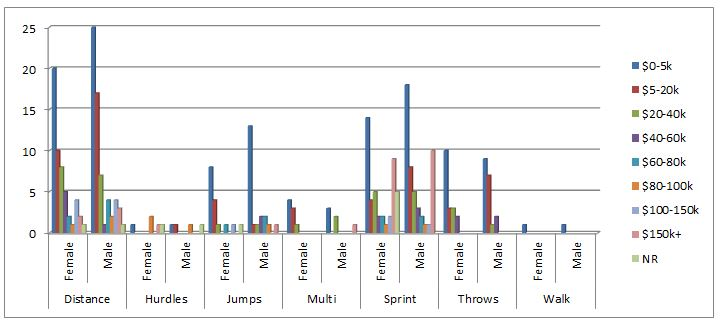 25
20
15
10
5
0
Female
Male
Female
Male
Female
Male
Female
Male
Female
Male
Female
Male
Female
Male
Distance
Hurdles
Jumps
Multi
Sprint
Throws
Walk
$0-5k
$5-20k
$20-40k
$40-60k
$60-80k
$80-100k
$100-150k
$150k+
NR